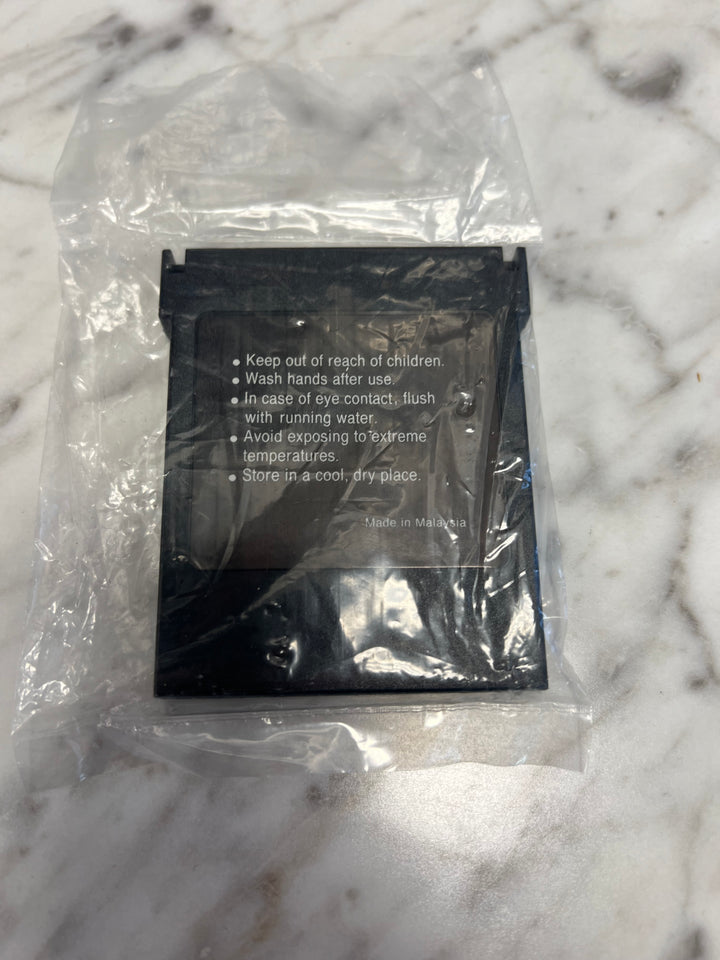 ● Keep out of reach of children.
● Wash hands after use.
● In case of eye contact, flush
with running water.
● Avoid exposing to extreme
temperatures.
● Store in a cool, dry place.
Made in Malaysia